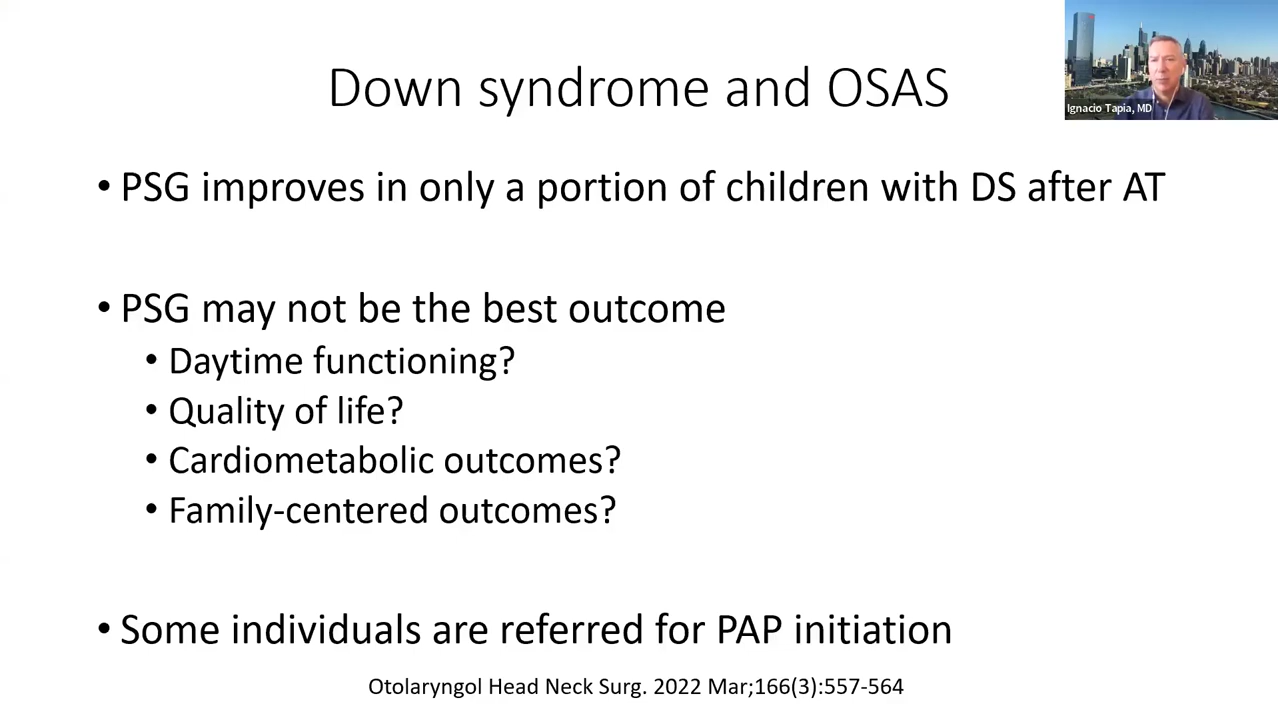 Down syndrome and OSAS
Ignacio Tapia, MD
• PSG improves in only a portion of children with DS after AT
• PSG may not be the best outcome
• Daytime functioning?
• Quality of life?
• Cardiometabolic outcomes?
• Family-centered outcomes?
• Some individuals are referred for PAP initiation
Otolaryngol Head Neck Surg. 2022 Mar;166(3):557-564